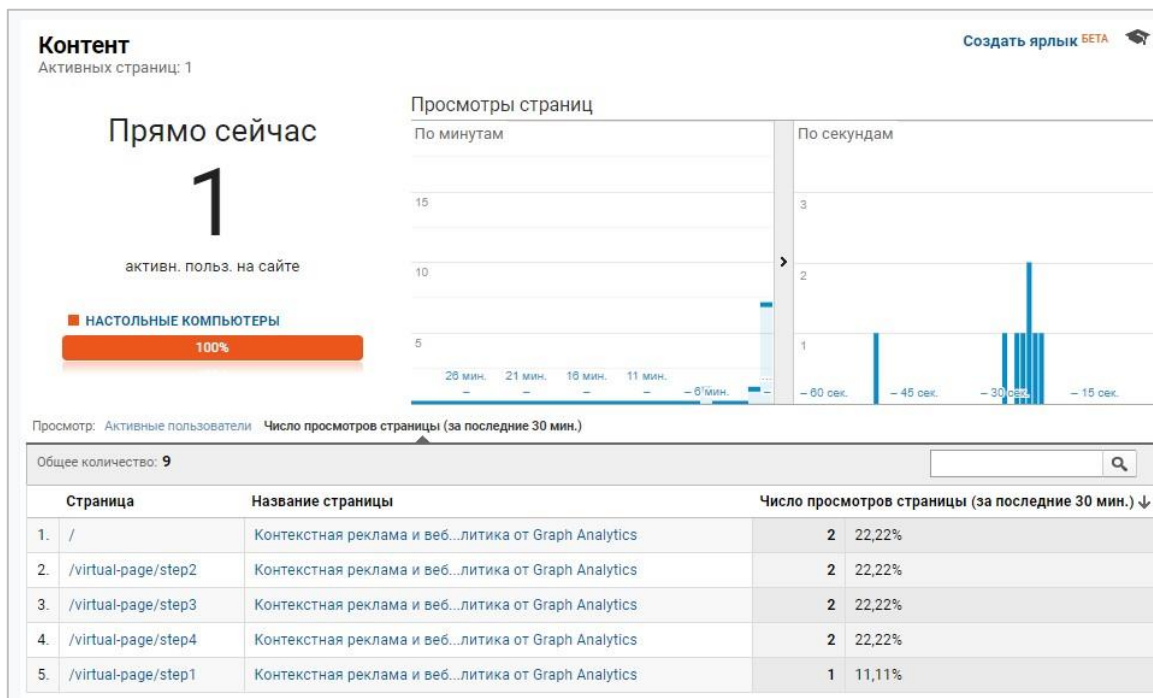 Контент
Создать ярлык БЕТА
Активных страниц: 1
Просмотры страниц
Прямо сейчас
По минутам
По секундам
1
15
3
активн. польз. на сайте
10
2
НАСТОЛЬНЫЕ КОМПЬЮТЕРЫ
100%
5
1
26 мин. 21 мин. 16 мин. 11 мин.
– – – – – 6 мин. –
– 60 сек. – 45 сек. – 30 сек. – 15 сек.
Просмотр: Активные пользователи Число просмотров страницы (за последние 30 мин.)
Общее количество: 9
Страница Название страницы Число просмотров страницы (за последние 30 мин.) ↓
1. / Контекстная реклама и веб...литика от Graph Analytics 2 22,22%
2. /virtual-page/step2 Контекстная реклама и веб...литика от Graph Analytics 2 22,22%
3. /virtual-page/step3 Контекстная реклама и веб...литика от Graph Analytics 2 22,22%
4. /virtual-page/step4 Контекстная реклама и веб...литика от Graph Analytics 2 22,22%
5. /virtual-page/step1 Контекстная реклама и веб...литика от Graph Analytics 1 11,11%